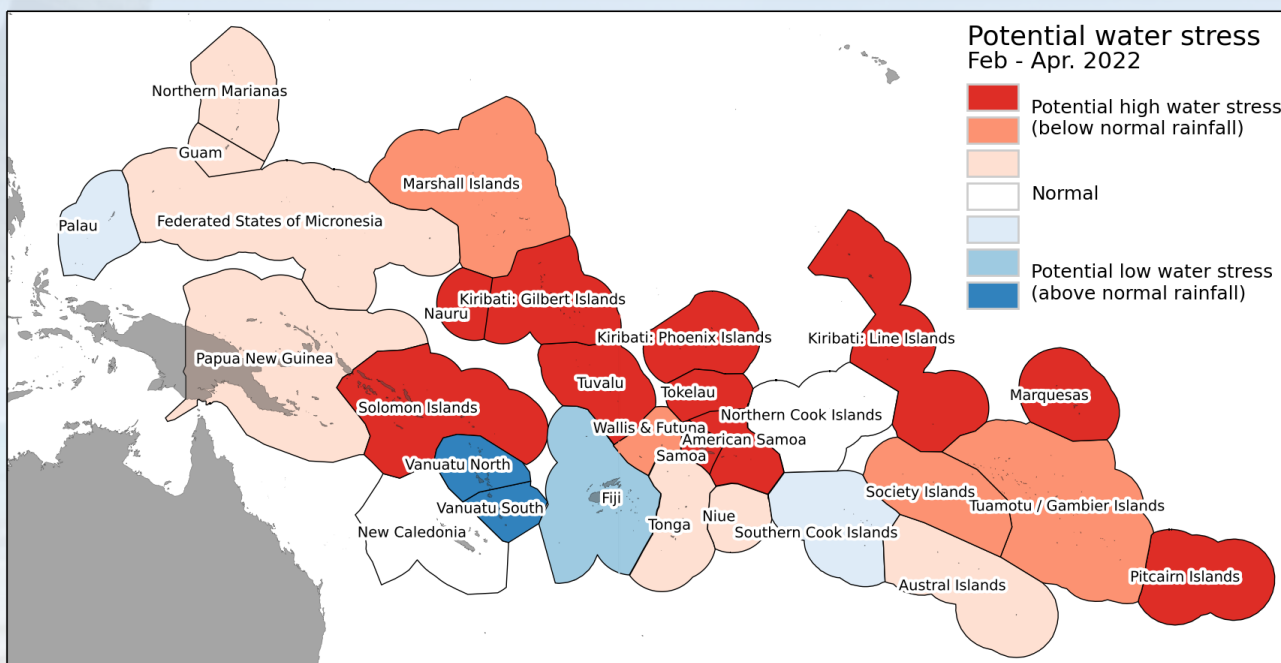 Potential water stress
Feb - Apr. 2022
Potential high water stress
(below normal rainfall)
Normal
Potential low water stress
(above normal rainfall)
Northern Marianas
Guam
Marshall Islands
Palau
Federated States of Micronesia
Kiribati: Gilbert Islands
Nauru
Kiribati: Phoenix Islands
Kiribati: Line Islands
Papua New Guinea
Tuvalu
Tokelau
Marquesas
Solomon Islands
Northern Cook Islands
Wallis & Futuna
American Samoa
Samoa
Vanuatu North
Society Islands
Fiji
Vanuatu South
Tuamotu / Gambier Islands
Niue
Tonga
New Caledonia
Southern Cook Islands
Pitcairn Islands
Austral Islands